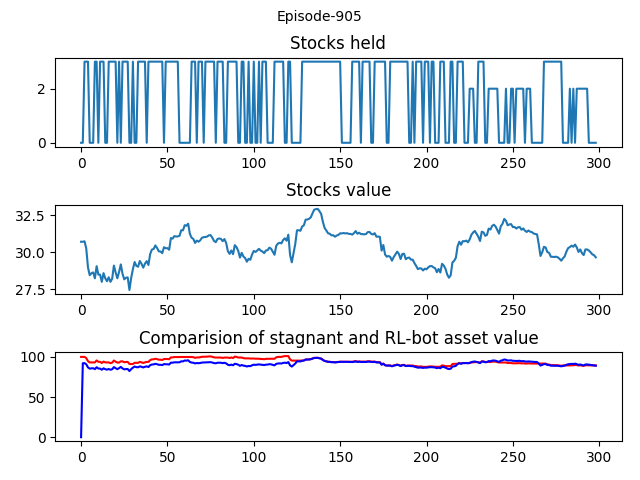 Episode-905
Stocks held
2
0
0 50 100 150 200 250 300
Stocks value
32.5
30.0
27.5
0 50 100 150 200 250 300
Comparision of stagnant and RL-bot asset value
100
50
0
0 50 100 150 200 250 300